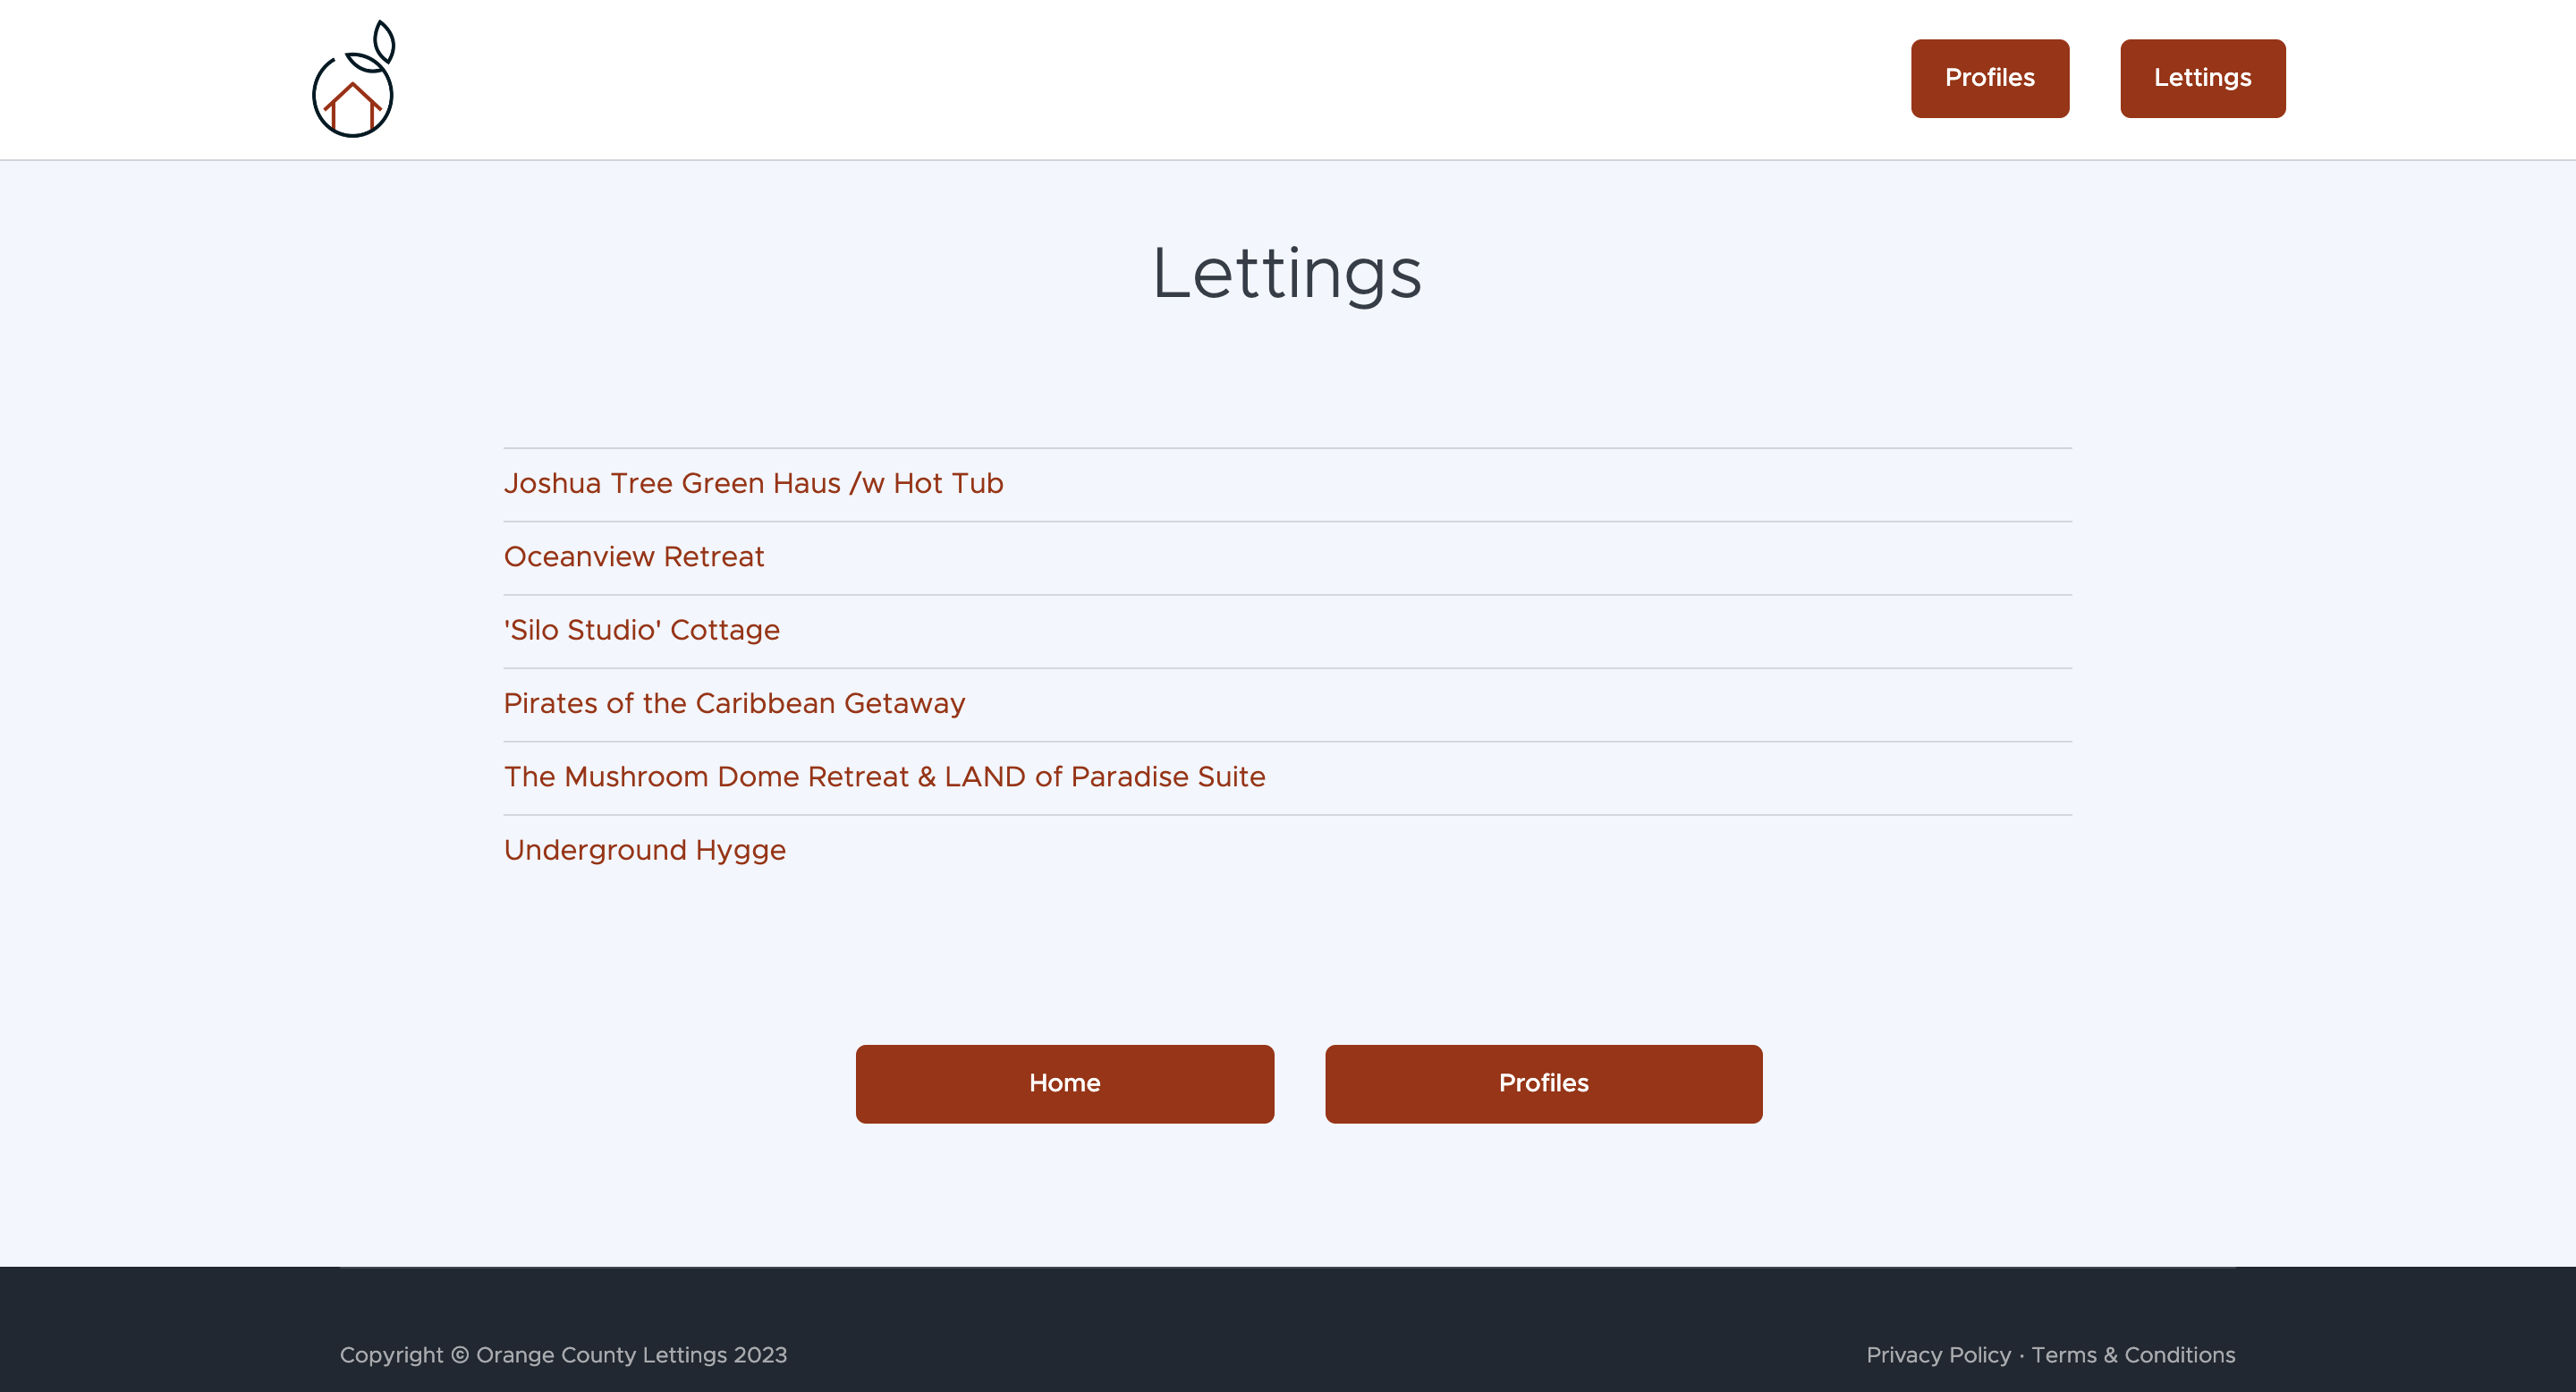 Profiles
Lettings
Lettings
Joshua Tree Green Haus /w Hot Tub
Oceanview Retreat
'Silo Studio' Cottage
Pirates of the Caribbean Getaway
The Mushroom Dome Retreat & LAND of Paradise Suite
Underground Hygge
Home
Profiles
Copyright © Orange County Lettings 2023
Privacy Policy · Terms & Conditions